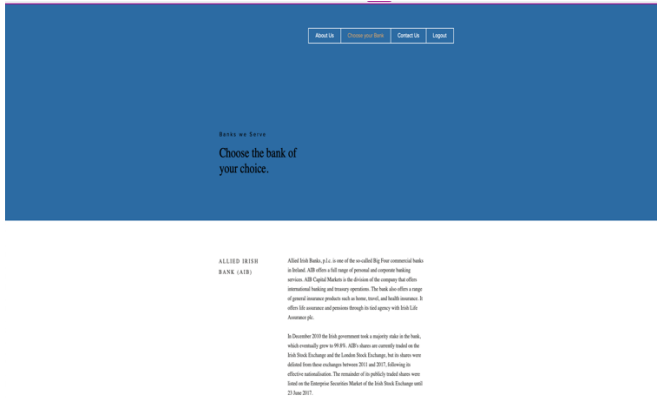 About Us Choose your Bank Contact Us Logout
Banks we Serve
Choose the bank of
your choice.
ALLIED IRISH
BANK (AIB)
Allied Irish Banks, p.l.c. is one of the so-called Big Four commercial banks
in Ireland. AIB offers a full range of personal and corporate banking
services. AIB Capital Markets is the division of the company that offers
international banking and treasury operations. The bank also offers a range
of general insurance products such as home, travel, and health insurance. It
offers life assurance and pensions through its tied agency with Irish Life
Assurance plc.
In December 2010 the Irish government took a majority stake in the bank,
which eventually grew to 99.8%. AIB's shares are currently traded on the
Irish Stock Exchange and the London Stock Exchange, but its shares were
delisted from these exchanges between 2011 and 2017, following its
effective nationalisation. The remainder of its publicly traded shares were
listed on the Enterprise Securities Market of the Irish Stock Exchange until
23 June 2017.